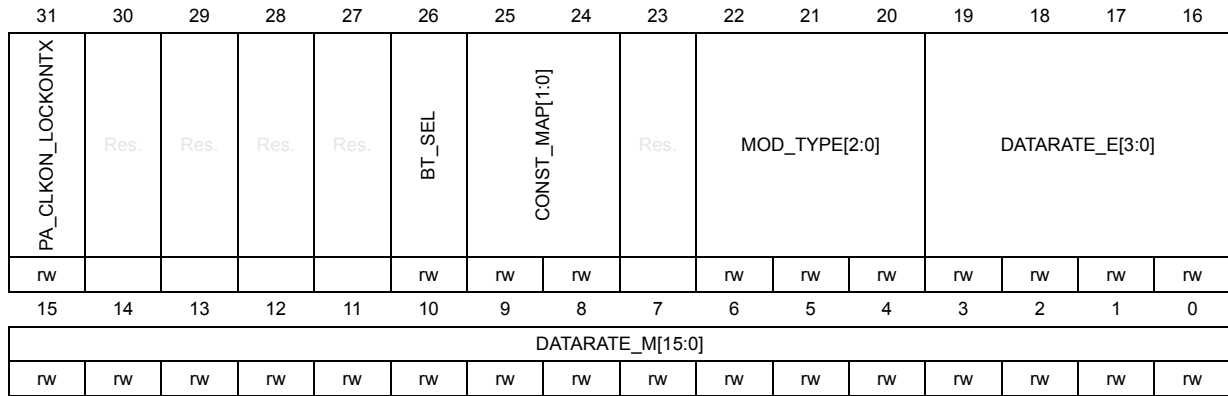 31 30 29 28 27 26 25 24 23 22 21 20 19 18 17 16
PA_CLKON_LOCKONTX Res. Res. Res. Res. BT_SEL CONST_MAP[1:0] Res. MOD_TYPE[2:0] DATARATE_E[3:0]
rw rw rw rw rw rw rw rw rw rw rw
15 14 13 12 11 10 9 8 7 6 5 4 3 2 1 0
DATARATE_M[15:0]
rw rw rw rw rw rw rw rw rw rw rw rw rw rw rw rw